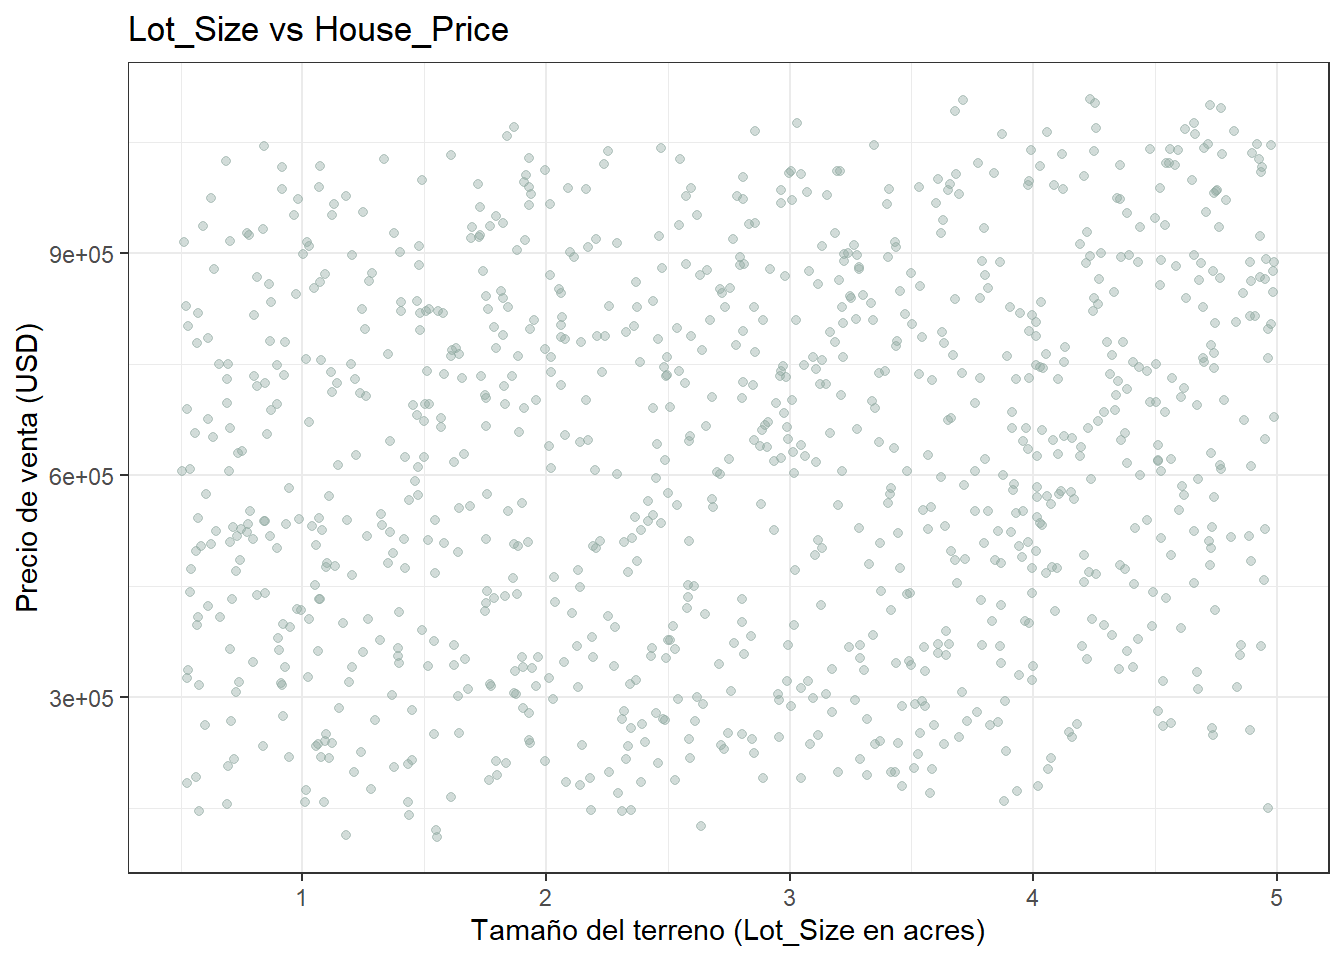 Lot_Size vs House_Price
Precio de venta (USD)
9e+05
6e+05
3e+05
1 2 3 4 5
Tamaño del terreno (Lot_Size en acres)